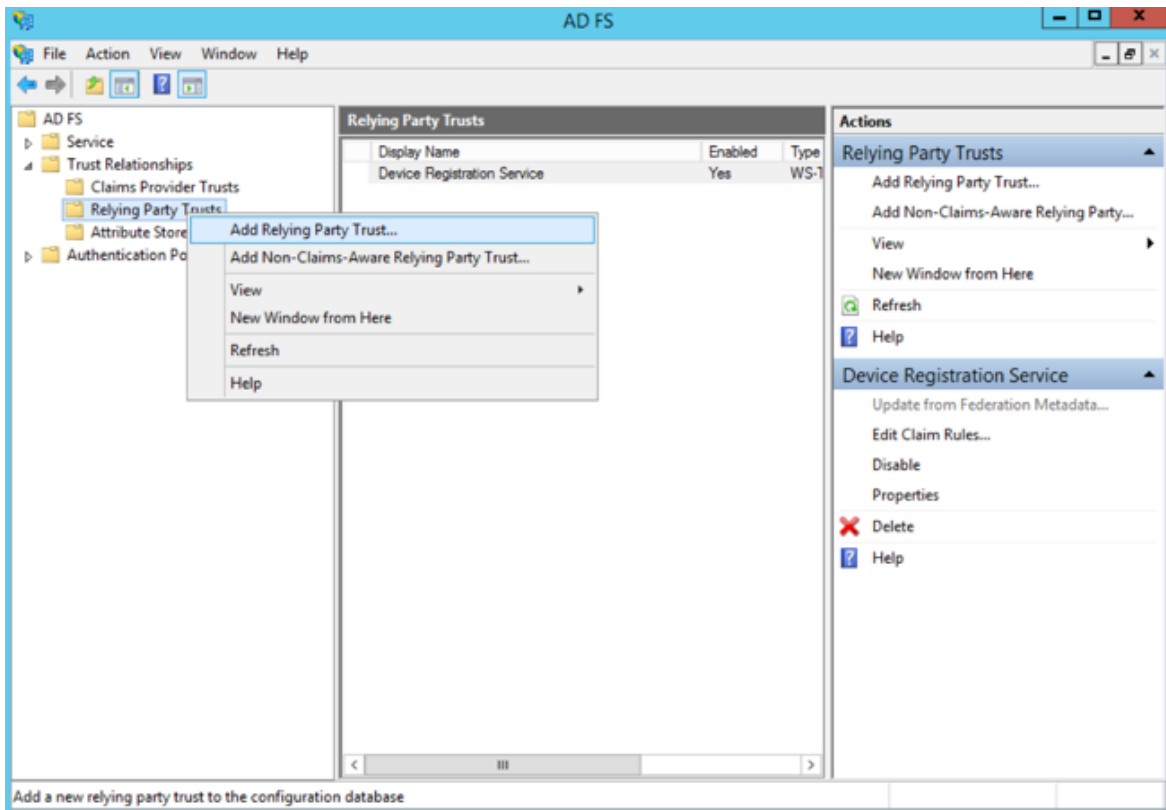 AD FS
File Action View Window Help
AD FS
Service
Trust Relationships
Claims Provider Trusts
Relying Party Trusts
Attribute Store
Authentication Po
Relying Party Trusts
Display Name Enabled Type
Device Registration Service Yes WS-T
Add Relying Party Trust...
Add Non-Claims-Aware Relying Party Trust...
View
New Window from Here
Refresh
Help
Actions
Relying Party Trusts
Add Relying Party Trust...
Add Non-Claims-Aware Relying Party...
View
New Window from Here
Refresh
Help
Device Registration Service
Update from Federation Metadata...
Edit Claim Rules...
Disable
Properties
Delete
Help
Add a new relying party trust to the configuration database